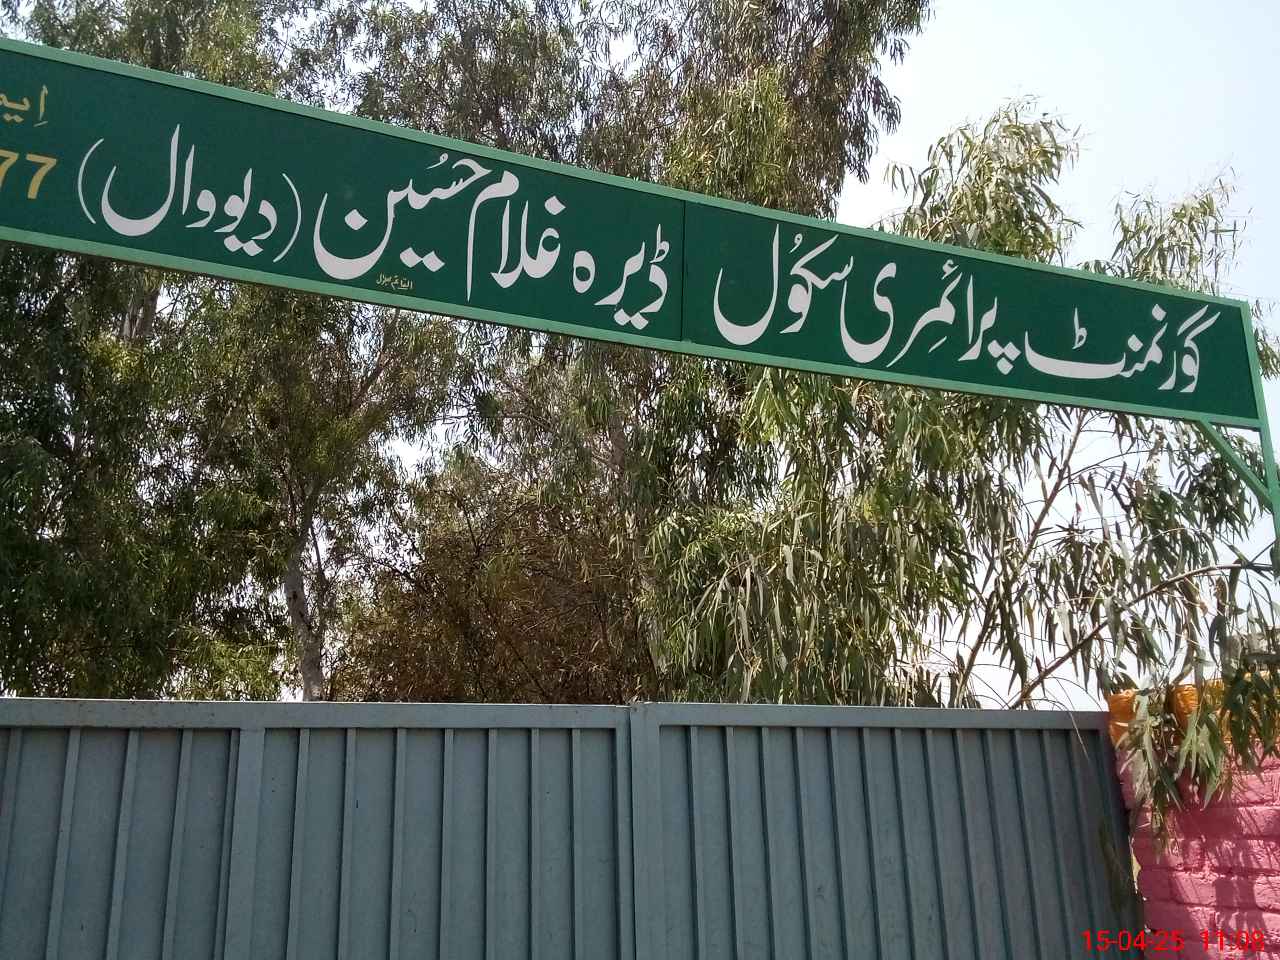 گورنمنٹ پرائمری سکول ڈیرہ غلام حسین (دیووال)
77
15-04-25 11:08